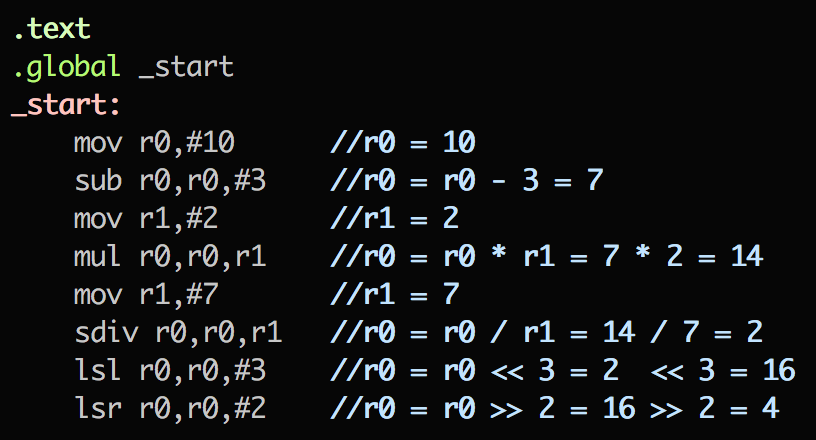 .text
.global _start
_start:
    mov r0,#10      //r0 = 10
    sub r0,r0,#3    //r0 = r0 - 3 = 7
    mov r1,#2       //r1 = 2
    mul r0,r0,r1    //r0 = r0 * r1 = 7 * 2 = 14
    mov r1,#7       //r1 = 7
    sdiv r0,r0,r1   //r0 = r0 / r1 = 14 / 7 = 2
    lsl r0,r0,#3    //r0 = r0 << 3 = 2  << 3 = 16
    lsr r0,r0,#2    //r0 = r0 >> 2 = 16 >> 2 = 4